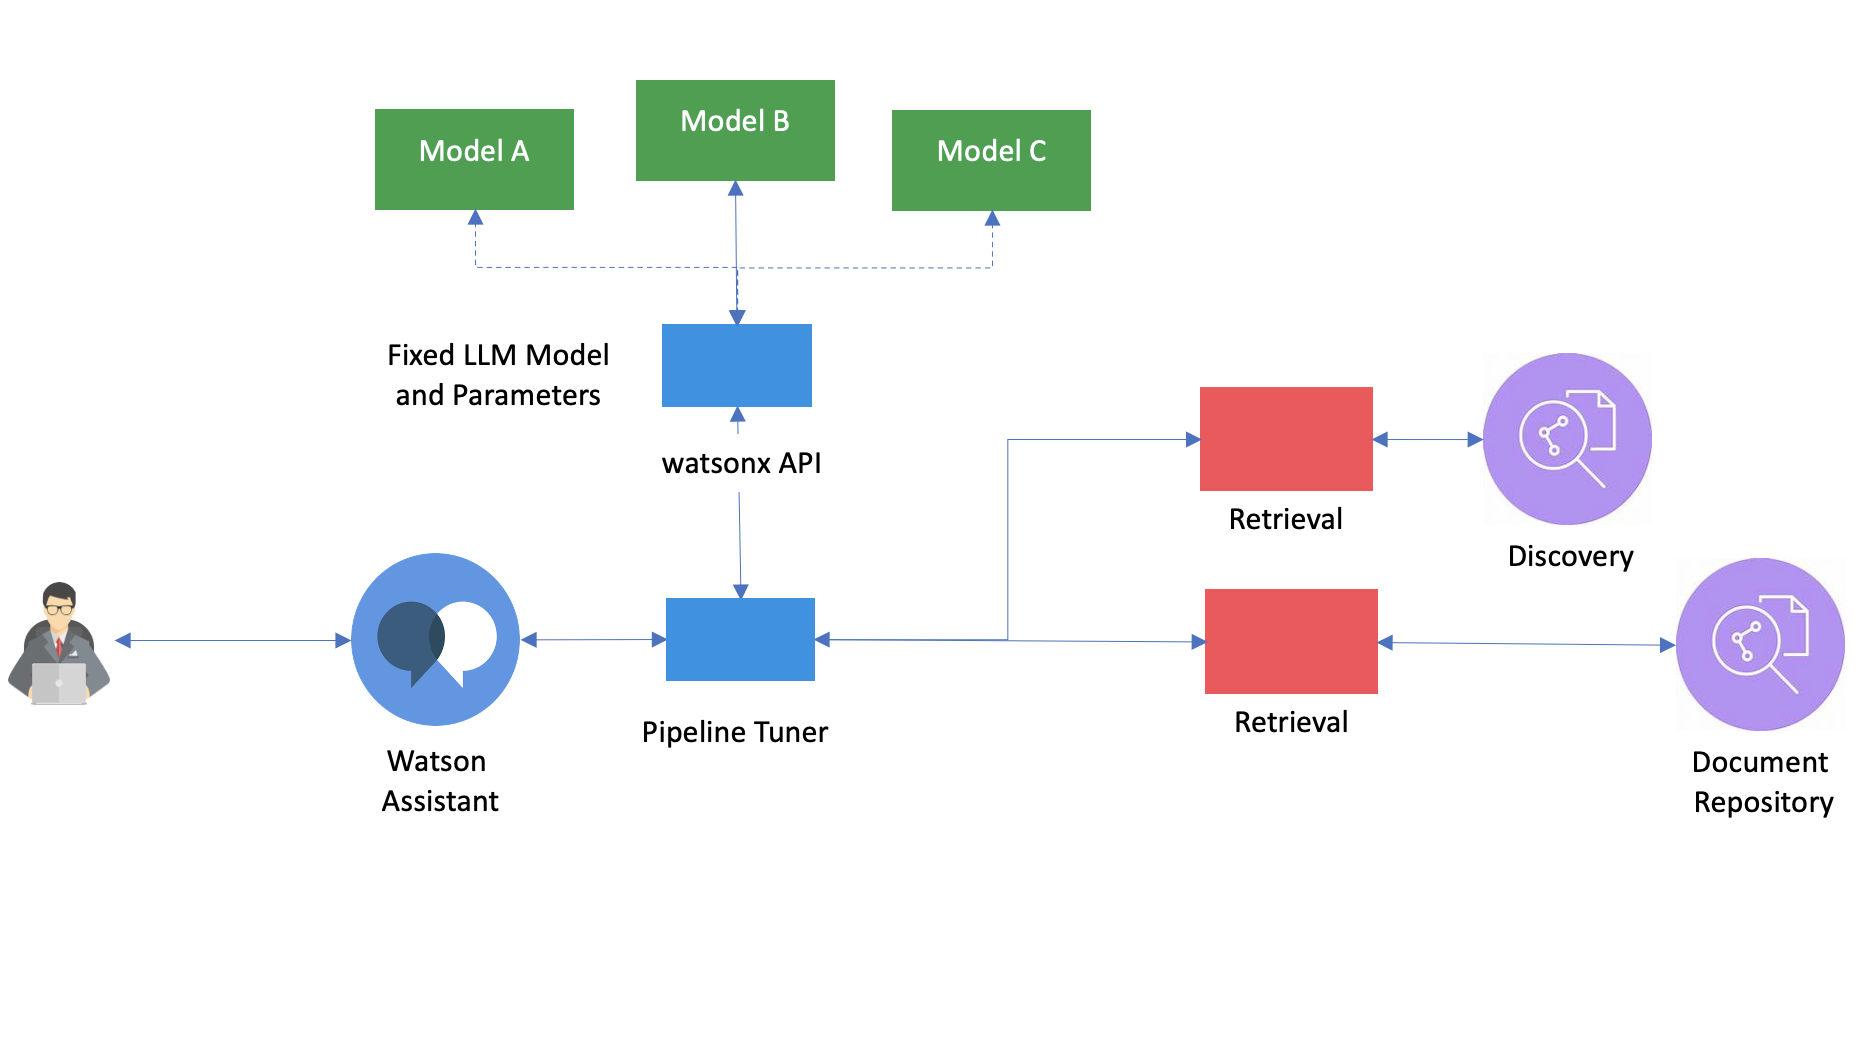 Model A
Model B
Model C
Fixed LLM Model
and Parameters
watsonx API
Retrieval
Discovery
Watson
Assistant
Pipeline Tuner
Retrieval
Document
Repository